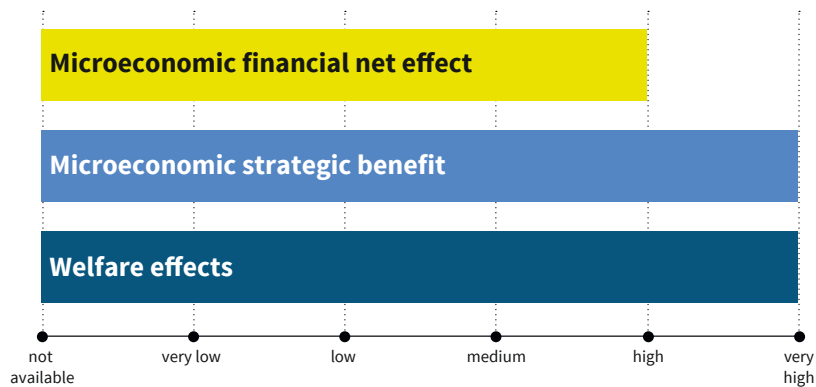 Microeconomic financial net effect
Microeconomic strategic benefit
Welfare effects
not available
very low
low
medium
high
very high